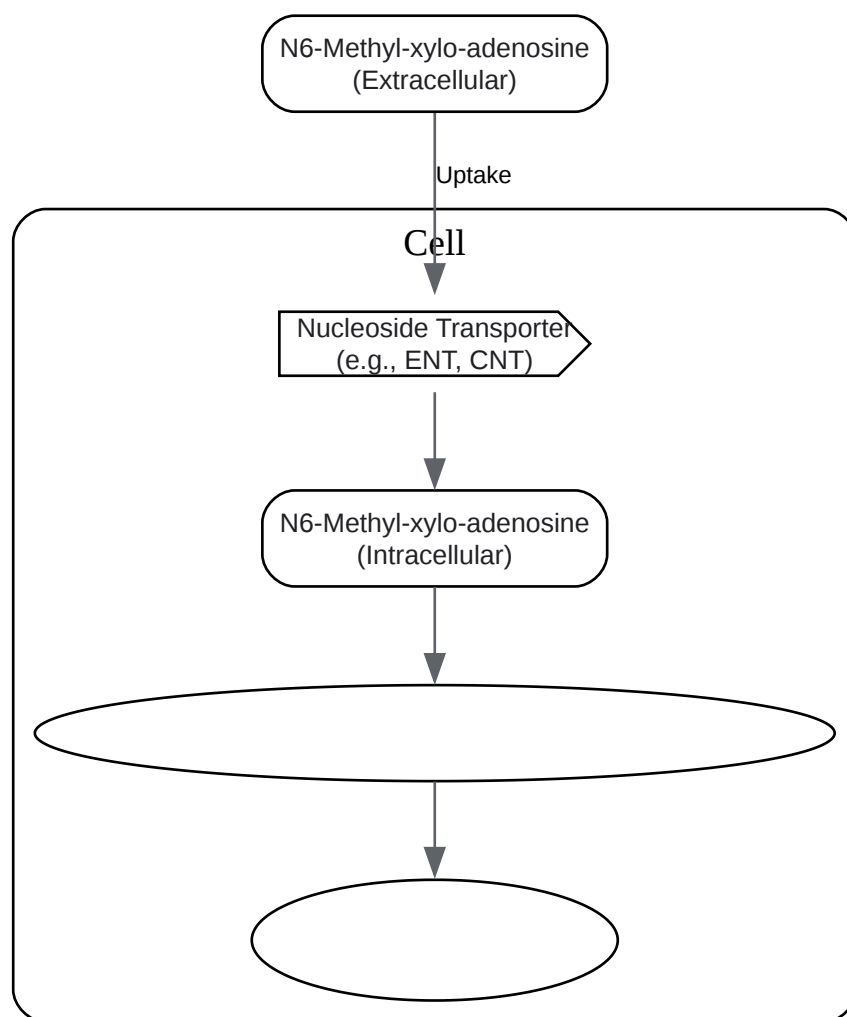 N6-Methyl-xylo-adenosine
(Extracellular)
Uptake
Cell
Nucleoside Transporter
(e.g., ENT, CNT)
N6-Methyl-xylo-adenosine
(Intracellular)